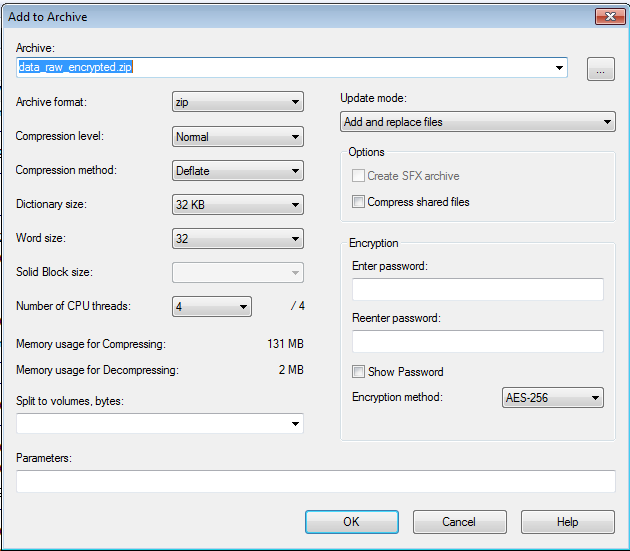 Add to Archive
Archive:
data_raw_encrypted.zip
...
Archive format:
zip
Compression level:
Normal
Compression method:
Deflate
Dictionary size:
32 KB
Word size:
32
Solid Block size:
Number of CPU threads:
4
/ 4
Memory usage for Compressing:
131 MB
Memory usage for Decompressing:
2 MB
Split to volumes, bytes:
Update mode:
Add and replace files
Options
Create SFX archive
Compress shared files
Encryption
Enter password:
Reenter password:
Show Password
Encryption method:
AES-256
Parameters:
OK
Cancel
Help